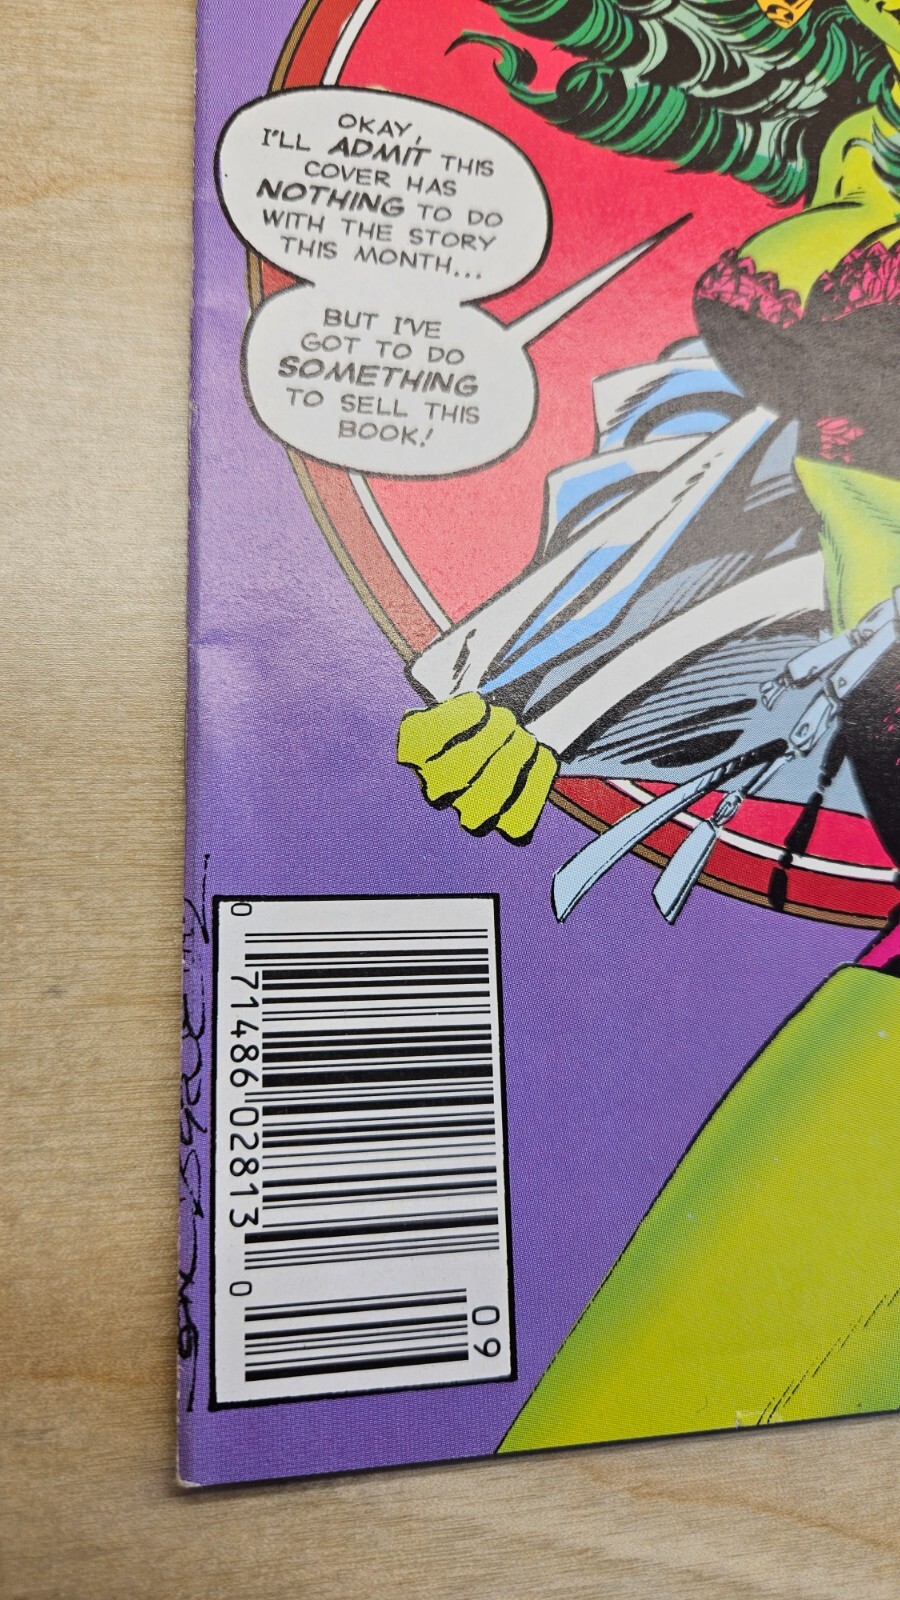 OKAY,
I'LL ADMIT THIS
COVER HAS
NOTHING TO DO
WITH THE STORY
THIS MONTH...
BUT I'VE
GOT TO DO
SOMETHING
TO SELL THIS
BOOK!
0 71486 02813 0
09